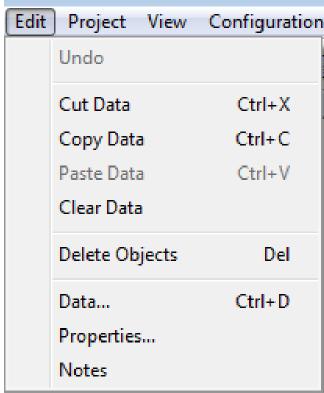 Edit Project View Configuration
Undo
Cut Data Ctrl+X
Copy Data Ctrl+C
Paste Data Ctrl+V
Clear Data
Delete Objects Del
Data... Ctrl+D
Properties...
Notes